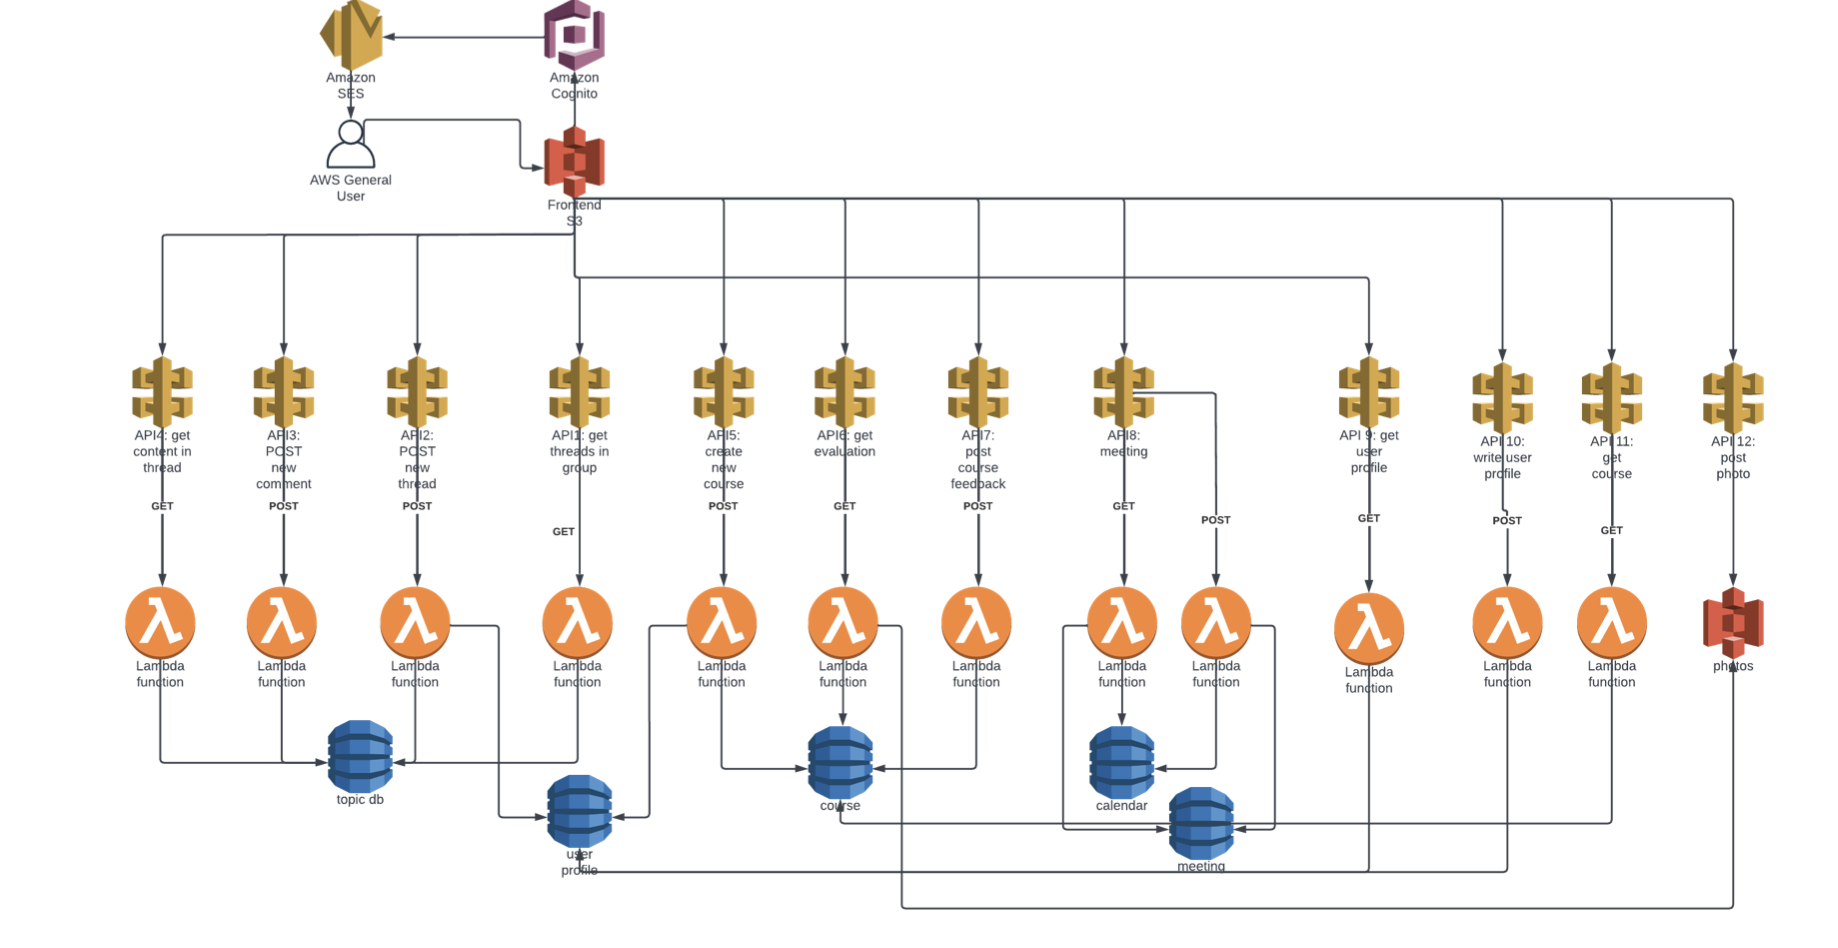 Amazon
SES
Amazon
Cognito
AWS General
User
Frontend
S3
API4: get
content in
thread
API3:
POST
new
comment
API2:
POST
new
thread
API1: get
threads in
group
API5:
create
new
course
API6: get
evaluation
API7:
post
course
feedback
API8:
meeting
API 9: get
user
profile
API 10:
write user
profile
API 11:
get
course
API 12:
post
photo
GET
POST
POST
GET
POST
GET
POST
GET
POST
GET
POST
GET
Lambda
function
Lambda
function
Lambda
function
Lambda
function
Lambda
function
Lambda
function
Lambda
function
Lambda
function
Lambda
function
Lambda
function
Lambda
function
Lambda
function
photos
topic db
user
profile
course
calendar
meeting